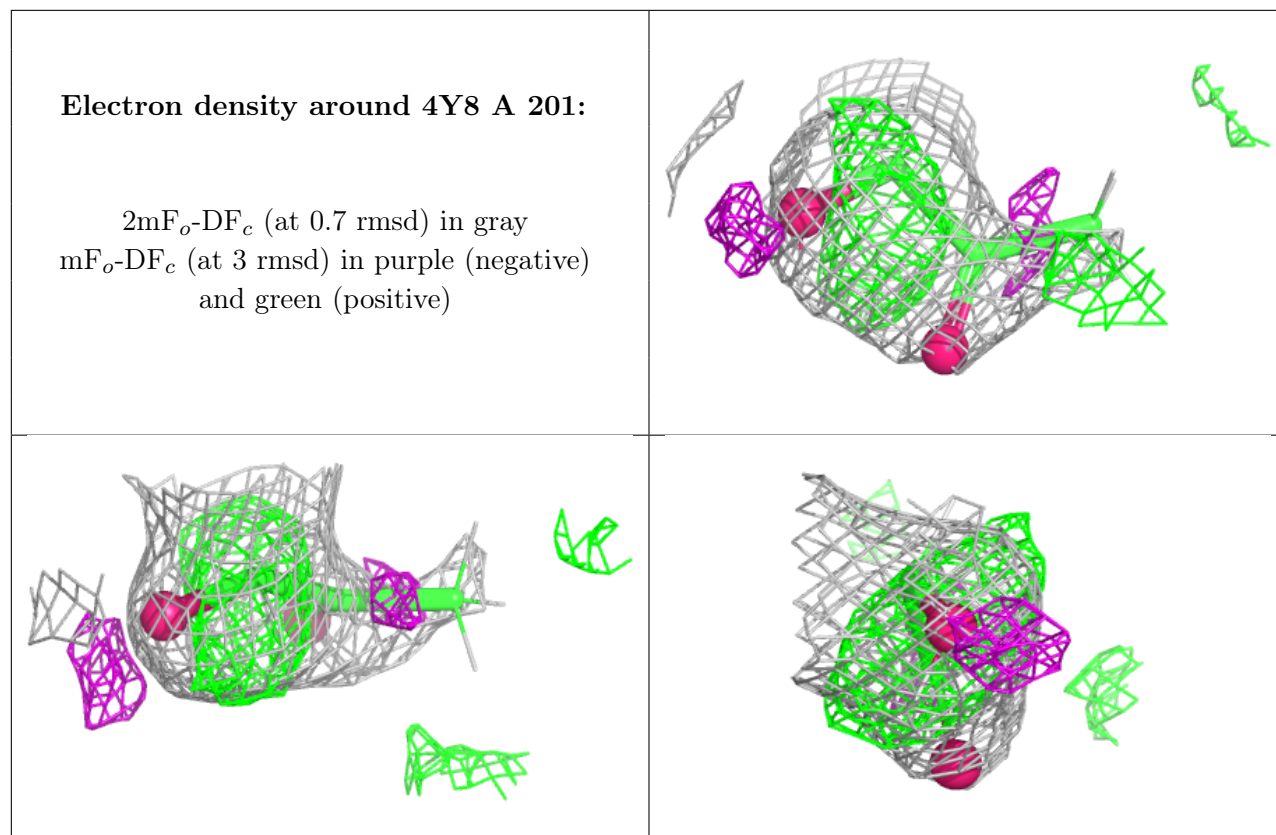 Electron density around 4Y8 A 201:
2mFo-DFc (at 0.7 rmsd) in gray
mFo-DFc (at 3 rmsd) in purple (negative)
and green (positive)